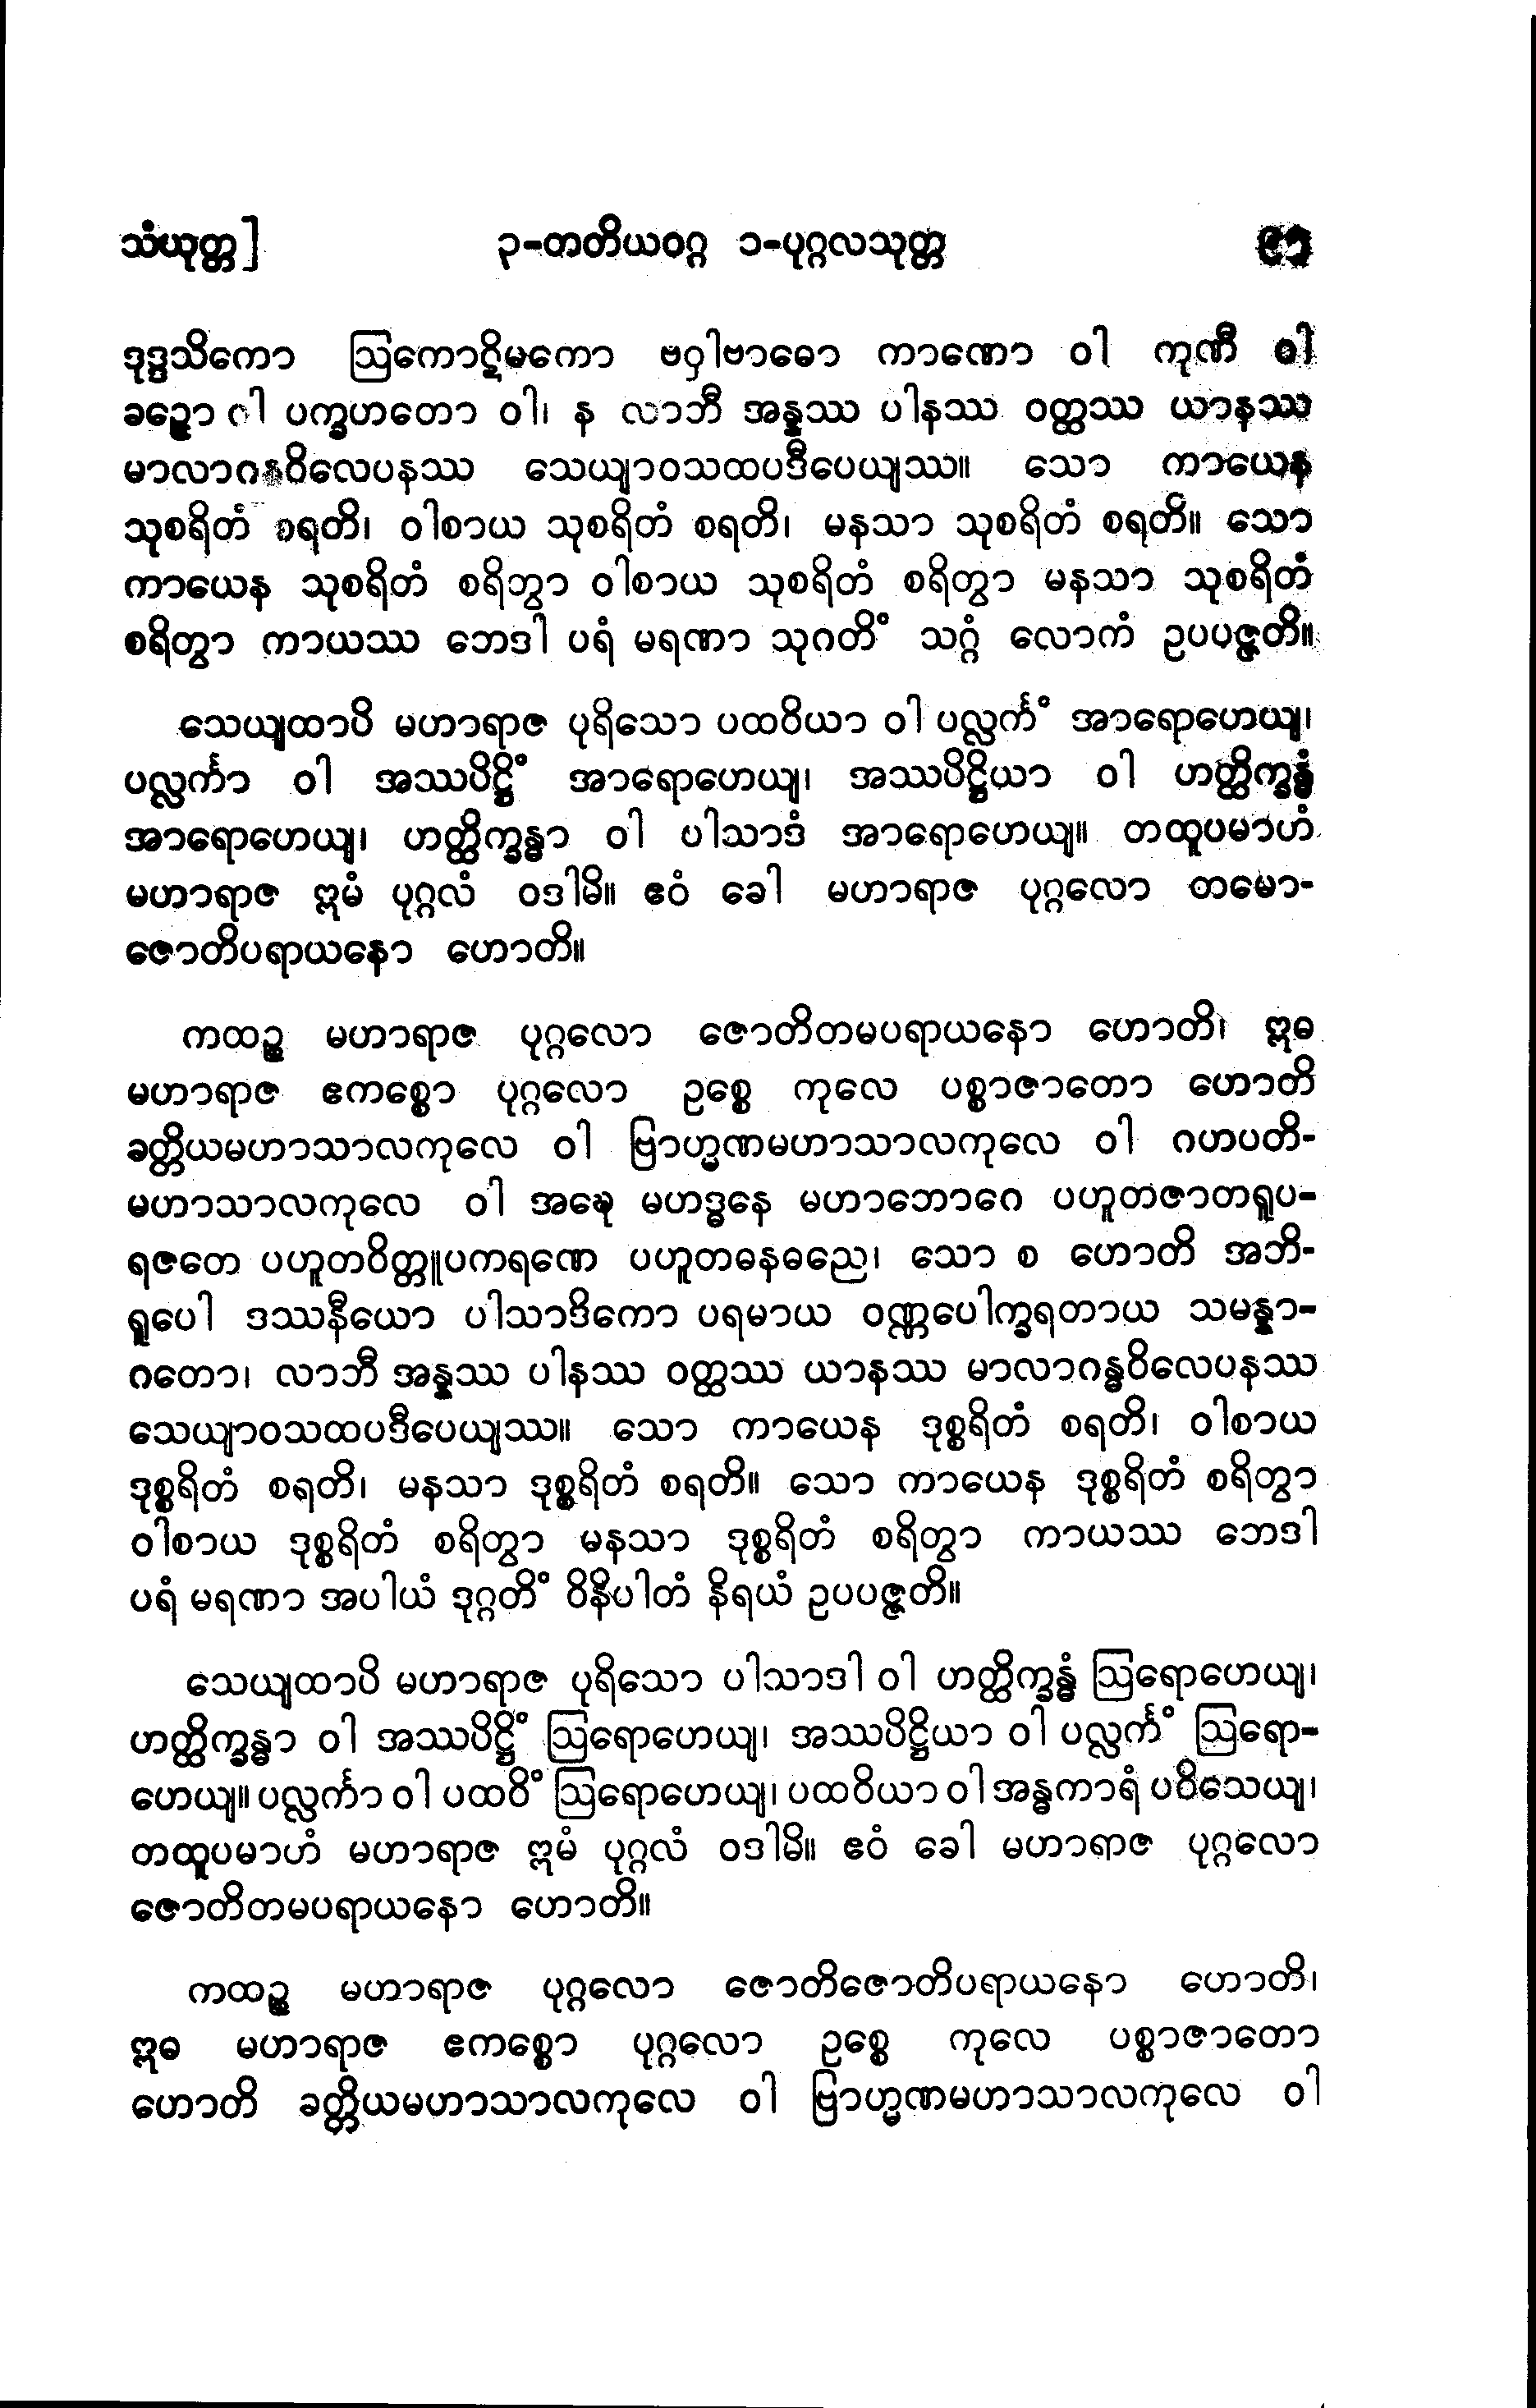 သံယုတ္တ] ၃-တတိယဝဂ္ဂ ၁-ပုဂ္ဂလသုတ္တ ၉၁
ဒုဒ္ဒသိကော ဩကောဋိမကော ဗဝှါဗာဓော ကာဏော ဝါ ကုဏီ ဝါ
ခဉ္ဇော ဝါ ပက္ခဟတော ဝါ၊ န လာဘီ အန္နဿ ပါနဿ ဝတ္ထဿ ယာနဿ
မာလာဂန္ဓဝိလေပနဿ သေယျာဝသထပဒီပေယျဿ။ သော ကာယေန
သုစရိတံ စရတိ၊ ဝါစာယ သုစရိတံ စရတိ၊ မနသာ သုစရိတံ စရတိ။ သော
ကာယေန သုစရိတံ စရိတွာ ဝါစာယ သုစရိတံ စရိတွာ မနသာ သုစရိတံ
စရိတွာ ကာယဿ ဘေဒါ ပရံ မရဏာ သုဂတိံ သဂ္ဂံ လောကံ ဥပပဇ္ဇတိ။
သေယျထာပိ မဟာရာဇ ပုရိသော ပထဝိယာ ဝါ ပလ္လင်္ကံ အာရောဟေယျ၊
ပလ္လင်္ကာ ဝါ အဿပိဋ္ဌိံ အာရောဟေယျ၊ အဿပိဋ္ဌိယာ ဝါ ဟတ္ထိက္ခန္ဓံ
အာရောဟေယျ၊ ဟတ္ထိက္ခန္ဓာ ဝါ ပါသာဒံ အာရောဟေယျ။ တထူပမာဟံ
မဟာရာဇ ဣမံ ပုဂ္ဂလံ ဝဒါမိ။ ဧဝံ ခေါ မဟာရာဇ ပုဂ္ဂလော တမော-
ဇောတိပရာယနော ဟောတိ။
ကထဉ္စ မဟာရာဇ ပုဂ္ဂလော ဇောတိတမပရာယနော ဟောတိ၊ ဣဓ
မဟာရာဇ ဧကစ္စော ပုဂ္ဂလော ဥစ္စေ ကုလေ ပစ္စာဇာတော ဟောတိ
ခတ္တိယမဟာသာလကုလေ ဝါ ဗြာဟ္မဏမဟာသာလကုလေ ဝါ ဂဟပတိ-
မဟာသာလကုလေ ဝါ အဍ္ဎေ မဟဒ္ဓနေ မဟာဘောဂေ ပဟူတဇာတရူပ-
ရဇတေ ပဟူတဝိတ္တူပကရဏေ ပဟူတဓနဓညေ၊ သော စ ဟောတိ အဘိ-
ရူပေါ ဒဿနီယော ပါသာဒိကော ပရမာယ ဝဏ္ဏပေါက္ခရတာယ သမန္နာ-
ဂတော၊ လာဘီ အန္နဿ ပါနဿ ဝတ္ထဿ ယာနဿ မာလာဂန္ဓဝိလေပနဿ
သေယျာဝသထပဒီပေယျဿ။ သော ကာယေန ဒုစ္စရိတံ စရတိ၊ ဝါစာယ
ဒုစ္စရိတံ စရတိ၊ မနသာ ဒုစ္စရိတံ စရတိ။ သော ကာယေန ဒုစ္စရိတံ စရိတွာ
ဝါစာယ ဒုစ္စရိတံ စရိတွာ မနသာ ဒုစ္စရိတံ စရိတွာ ကာယဿ ဘေဒါ
ပရံ မရဏာ အပါယံ ဒုဂ္ဂတိံ ဝိနိပါတံ နိရယံ ဥပပဇ္ဇတိ။
သေယျထာပိ မဟာရာဇ ပုရိသော ပါသာဒါ ဝါ ဟတ္ထိက္ခန္ဓံ ဩရောဟေယျ၊
ဟတ္ထိက္ခန္ဓာ ဝါ အဿပိဋ္ဌိံ ဩရောဟေယျ၊ အဿပိဋ္ဌိယာ ဝါ ပလ္လင်္ကံ ဩရော-
ဟေယျ။ ပလ္လင်္ကာ ဝါ ပထဝိံ ဩရောဟေယျ၊ ပထဝိယာ ဝါ အန္ဓကာရံ ပဝိသေယျ၊
တထူပမာဟံ မဟာရာဇ ဣမံ ပုဂ္ဂလံ ဝဒါမိ။ ဧဝံ ခေါ မဟာရာဇ ပုဂ္ဂလော
ဇောတိတမပရာယနော ဟောတိ။
ကထဉ္စ မဟာရာဇ ပုဂ္ဂလော ဇောတိဇောတိပရာယနော ဟောတိ၊
ဣဓ မဟာရာဇ ဧကစ္စော ပုဂ္ဂလော ဥစ္စေ ကုလေ ပစ္စာဇာတော
ဟောတိ ခတ္တိယမဟာသာလကုလေ ဝါ ဗြာဟ္မဏမဟာသာလကုလေ ဝါ